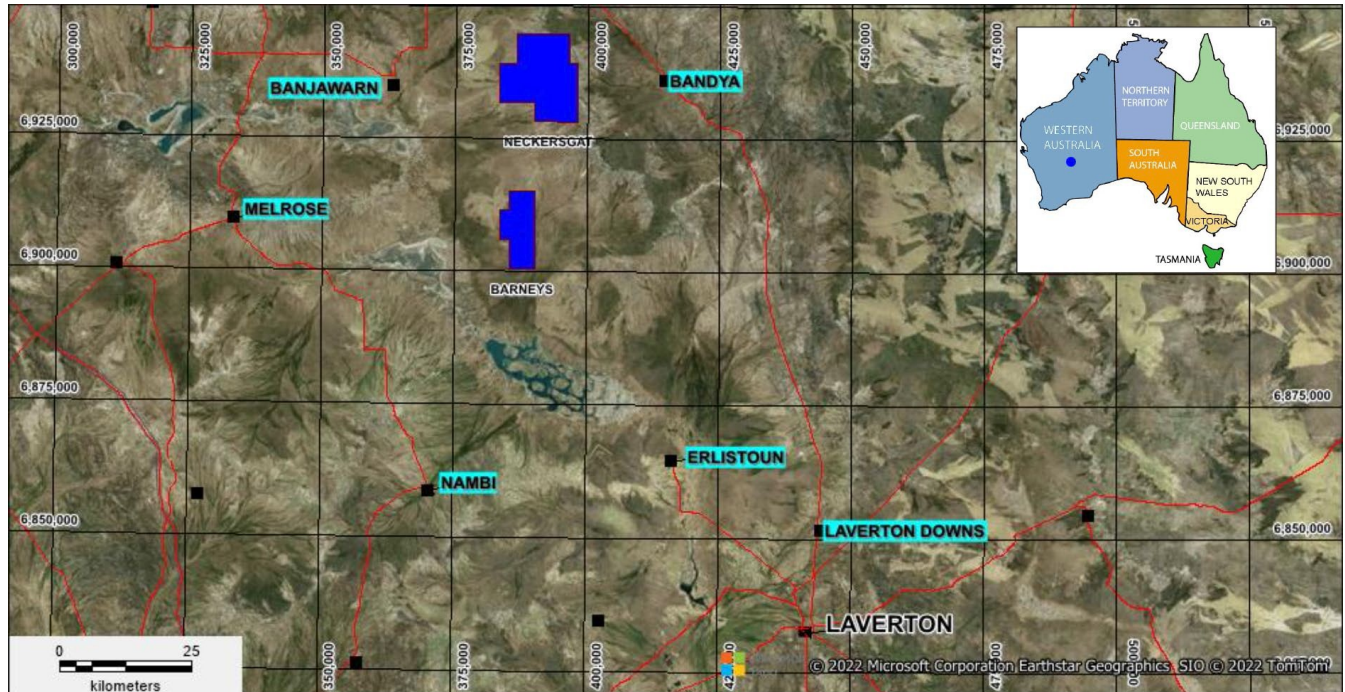 300,000
325,000
350,000
375,000
400,000
425,000
450,000
475,000
BANJAWARN
BANDYA
6,925,000
NECKERSGAT
6,925,000
MELROSE
6,900,000
BARNEYS
6,900,000
NORTHERN
TERRITORY
QUEENSLAND
WESTERN
AUSTRALIA
SOUTH
AUSTRALIA
NEW SOUTH
WALES
VICTORIA
TASMANIA
6,875,000
6,875,000
ERLISTOUN
NAMBI
6,850,000
LAVERTON DOWNS
6,850,000
LAVERTON
0 25
kilometers
350,000
375,000
400,000
© 2022 Microsoft Corporation Earthstar Geographics SIO © 2022 TomTom